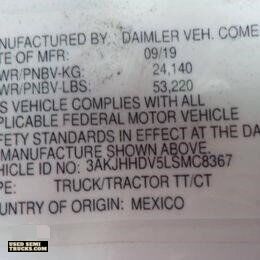 ANUFACTURED BY: DAIMLER VEH. COME
TE OF MFR: 09/19
WR/PNBV-KG: 24,140
WR/PNBV-LBS: 53,220
IS VEHICLE COMPLIES WITH ALL
PLICABLE FEDERAL MOTOR VEHICLE
FETY STANDARDS IN EFFECT AT THE DA
MANUFACTURE SHOWN ABOVE.
HICLE ID NO: 3AKJHHDV5LSMC8367
PE: TRUCK/TRACTOR TT/CT
UNTRY OF ORIGIN: MEXICO
USED SEMI
TRUCKS
.COM